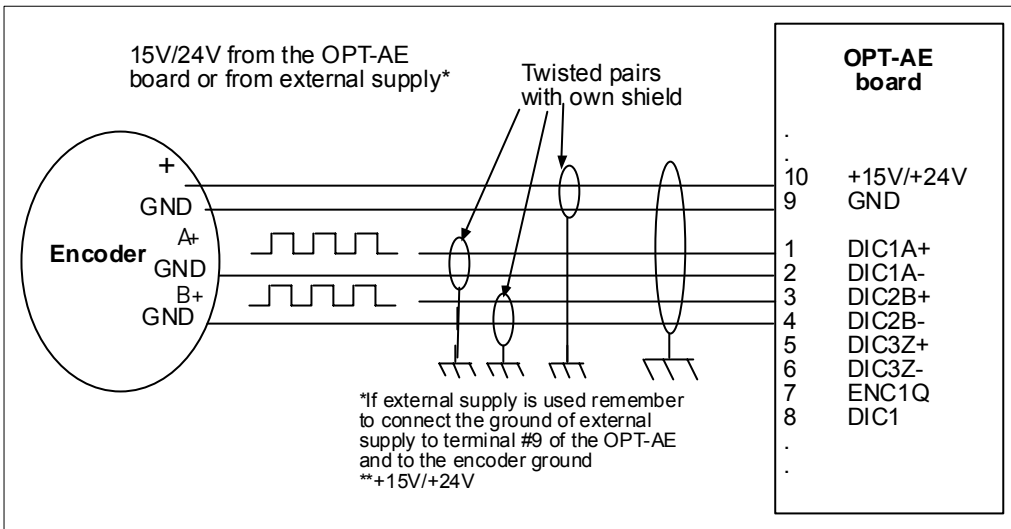 15V/24V from the OPT-AE
board or from external supply*
Twisted pairs
with own shield
OPT-AE
board
.
.
+
10 +15V/+24V
GND
9 GND
Encoder
A+
1 DIC1A+
GND
2 DIC1A-
B+
3 DIC2B+
GND
4 DIC2B-
5 DIC3Z+
6 DIC3Z-
7 ENC1Q
8 DIC1
.
.
*If external supply is used remember
to connect the ground of external
supply to terminal #9 of the OPT-AE
and to the encoder ground
**+15V/+24V